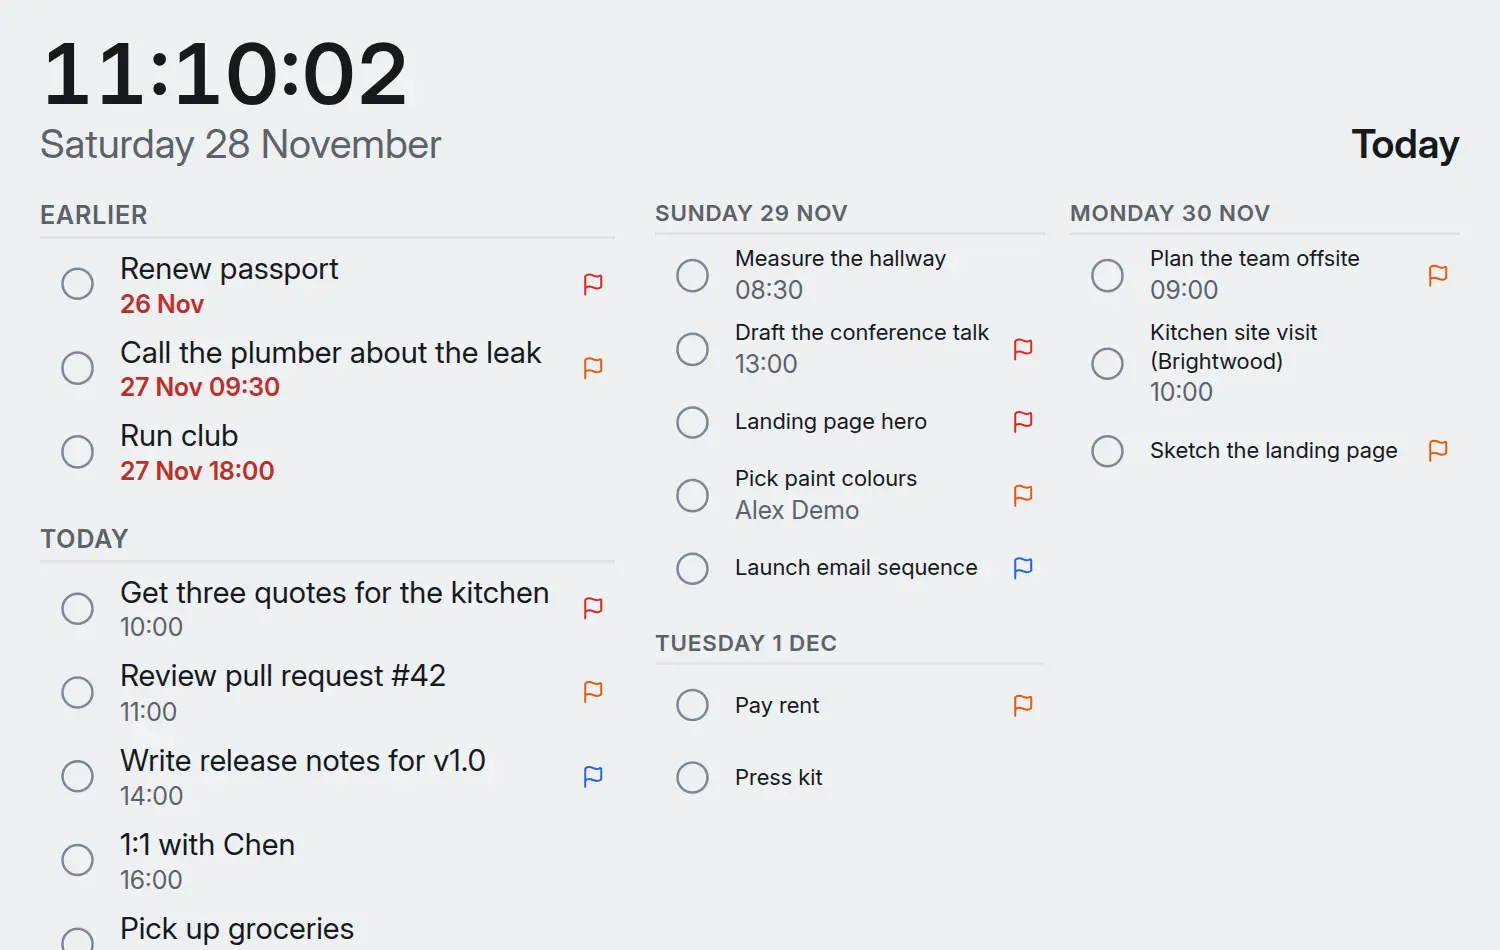 11:10:02
Saturday 28 November
Today
EARLIER
Renew passport
26 Nov
Call the plumber about the leak
27 Nov 09:30
Run club
27 Nov 18:00
TODAY
Get three quotes for the kitchen
10:00
Review pull request #42
11:00
Write release notes for v1.0
14:00
1:1 with Chen
16:00
Pick up groceries
SUNDAY 29 NOV
Measure the hallway
08:30
Draft the conference talk
13:00
Landing page hero
Pick paint colours
Alex Demo
Launch email sequence
TUESDAY 1 DEC
Pay rent
Press kit
MONDAY 30 NOV
Plan the team offsite
09:00
Kitchen site visit
(Brightwood)
10:00
Sketch the landing page